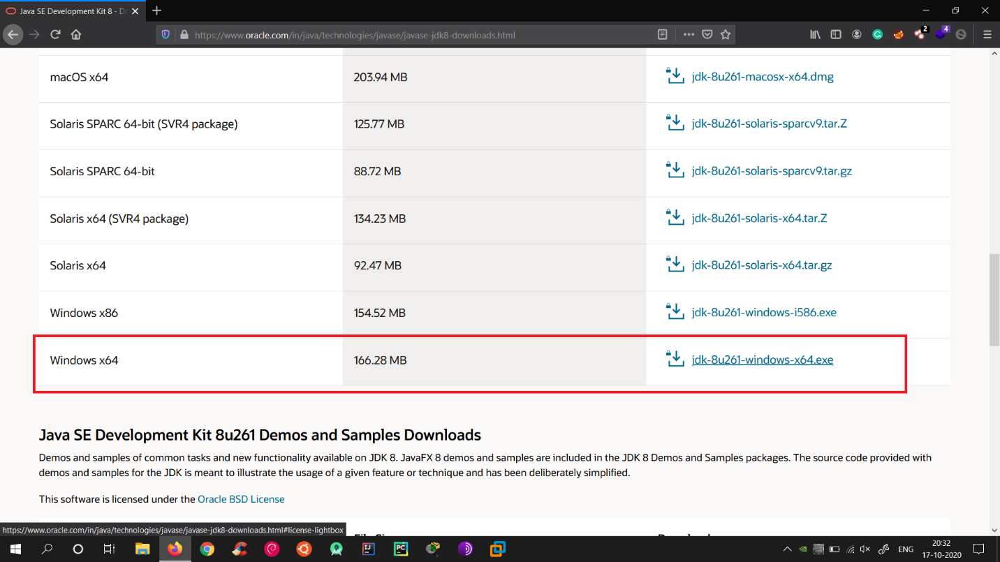 Java SE Development Kit 8 - Do
https://www.oracle.com/in/java/technologies/javase/javase-jdk8-downloads.html
2
4
macOS x64 203.94 MB jdk-8u261-macosx-x64.dmg
Solaris SPARC 64-bit (SVR4 package) 125.77 MB jdk-8u261-solaris-sparcv9.tar.Z
Solaris SPARC 64-bit 88.72 MB jdk-8u261-solaris-sparcv9.tar.gz
Solaris x64 (SVR4 package) 134.23 MB jdk-8u261-solaris-x64.tar.Z
Solaris x64 92.47 MB jdk-8u261-solaris-x64.tar.gz
Windows x86 154.52 MB jdk-8u261-windows-i586.exe
Windows x64 166.28 MB jdk-8u261-windows-x64.exe
Java SE Development Kit 8u261 Demos and Samples Downloads
Demos and samples of common tasks and new functionality available on JDK 8. JavaFX 8 demos and samples are included in the JDK 8 Demos and Samples packages. The source code provided with
demos and samples for the JDK is meant to illustrate the usage of a given feature or technique and has been deliberately simplified.
This software is licensed under the Oracle BSD License
https://www.oracle.com/in/java/technologies/javase/javase-jdk8-downloads.html#license-lightbox
PC
ENG
20:32
17-10-2020